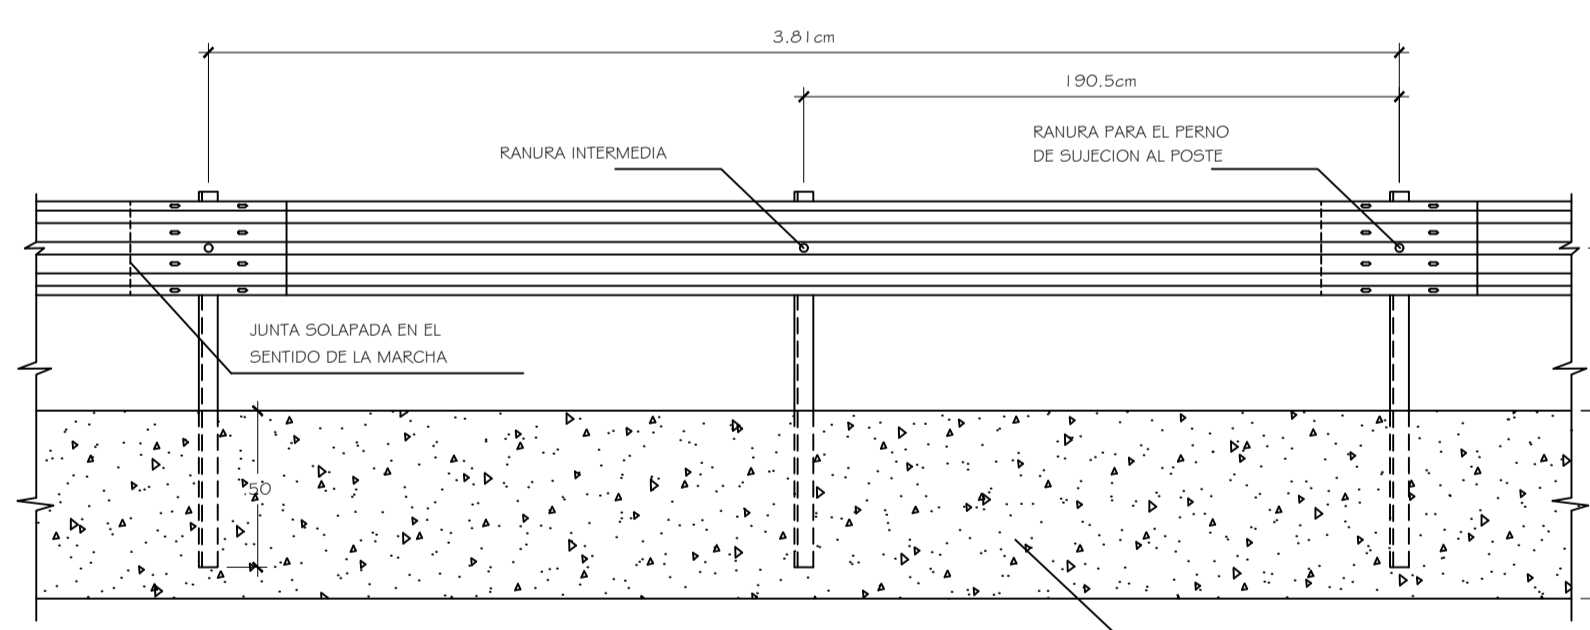 3.81cm
190.5cm
RANURA PARA EL PERNO
DE SUJECION AL POSTE
RANURA INTERMEDIA
JUNTA SOLAPADA EN EL
SENTIDO DE LA MARCHA
.50